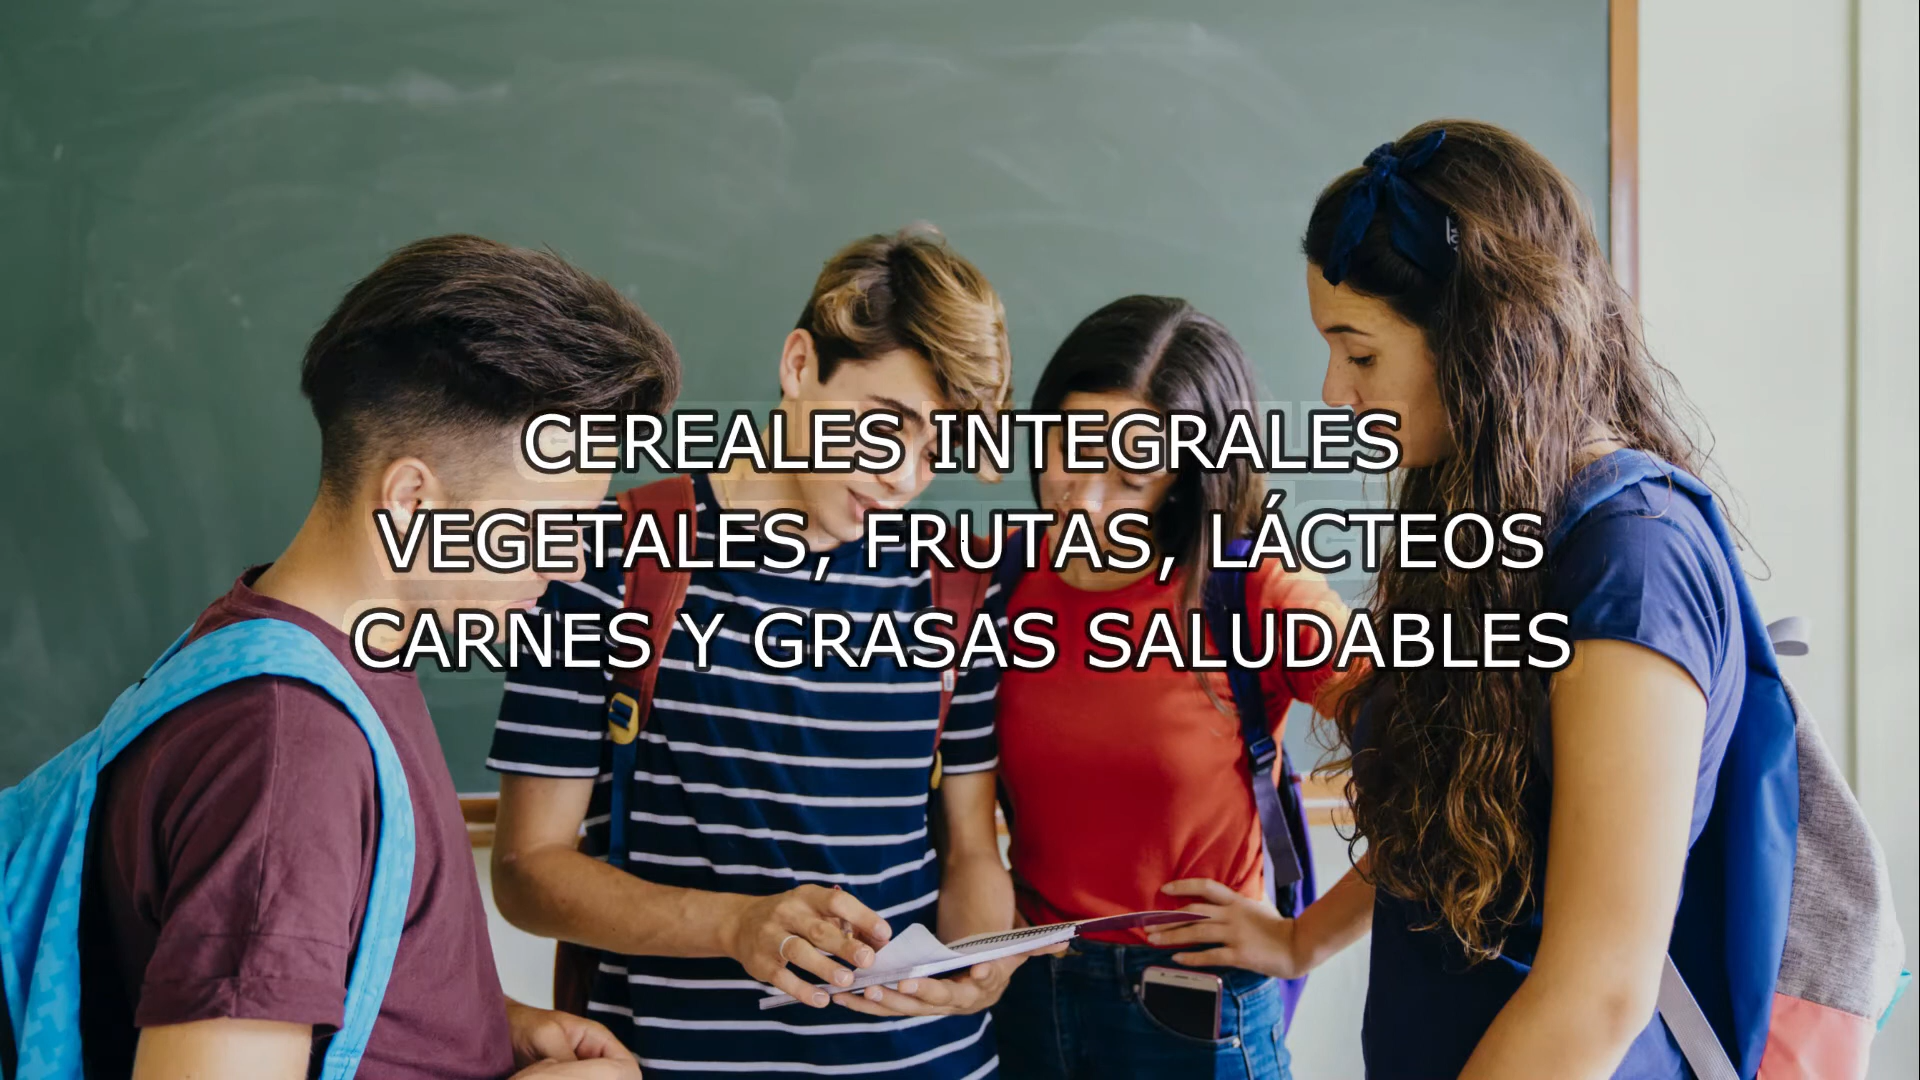 CEREALES INTEGRALES
VEGETALES, FRUTAS, LÁCTEOS
CARNES Y GRASAS SALUDABLES